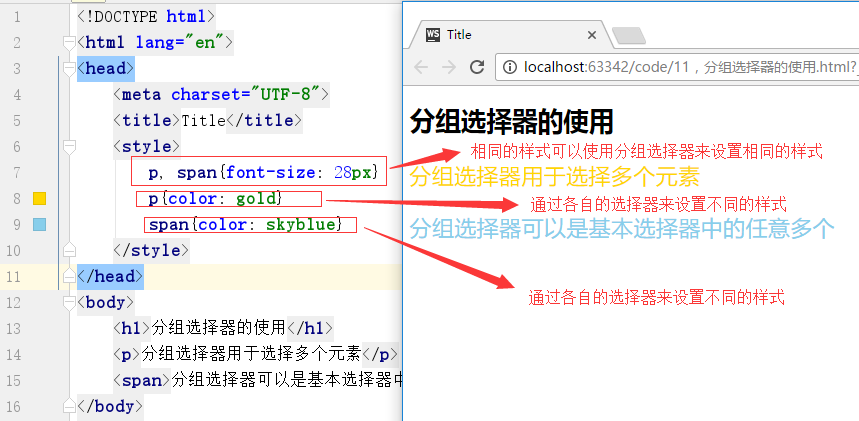 1 <!DOCTYPE html>
2 <html lang="en">
3 <head>
4 <meta charset="UTF-8">
5 <title>Title</title>
6 <style>
7 p, span{font-size: 28px}
8 p{color: gold}
9 span{color: skyblue}
10 </style>
11 </head>
12 <body>
13 <h1>分组选择器的使用</h1>
14 <p>分组选择器用于选择多个元素</p>
15 <span>分组选择器可以是基本选择器中
16 </body>
Title
localhost:63342/code/11，分组选择器的使用.html?_
分组选择器的使用
相同的样式可以使用分组选择器来设置相同的样式
分组选择器用于选择多个元素
通过各自的选择器来设置不同的样式
分组选择器可以是基本选择器中的任意多个
通过各自的选择器来设置不同的样式